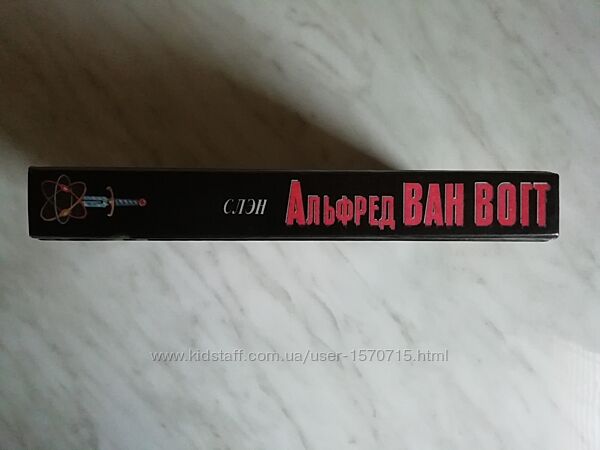 СЛЭН АЛЬФРЕД ВАН ВОГТ
www.kidstaff.com.ua/user-1570715.html